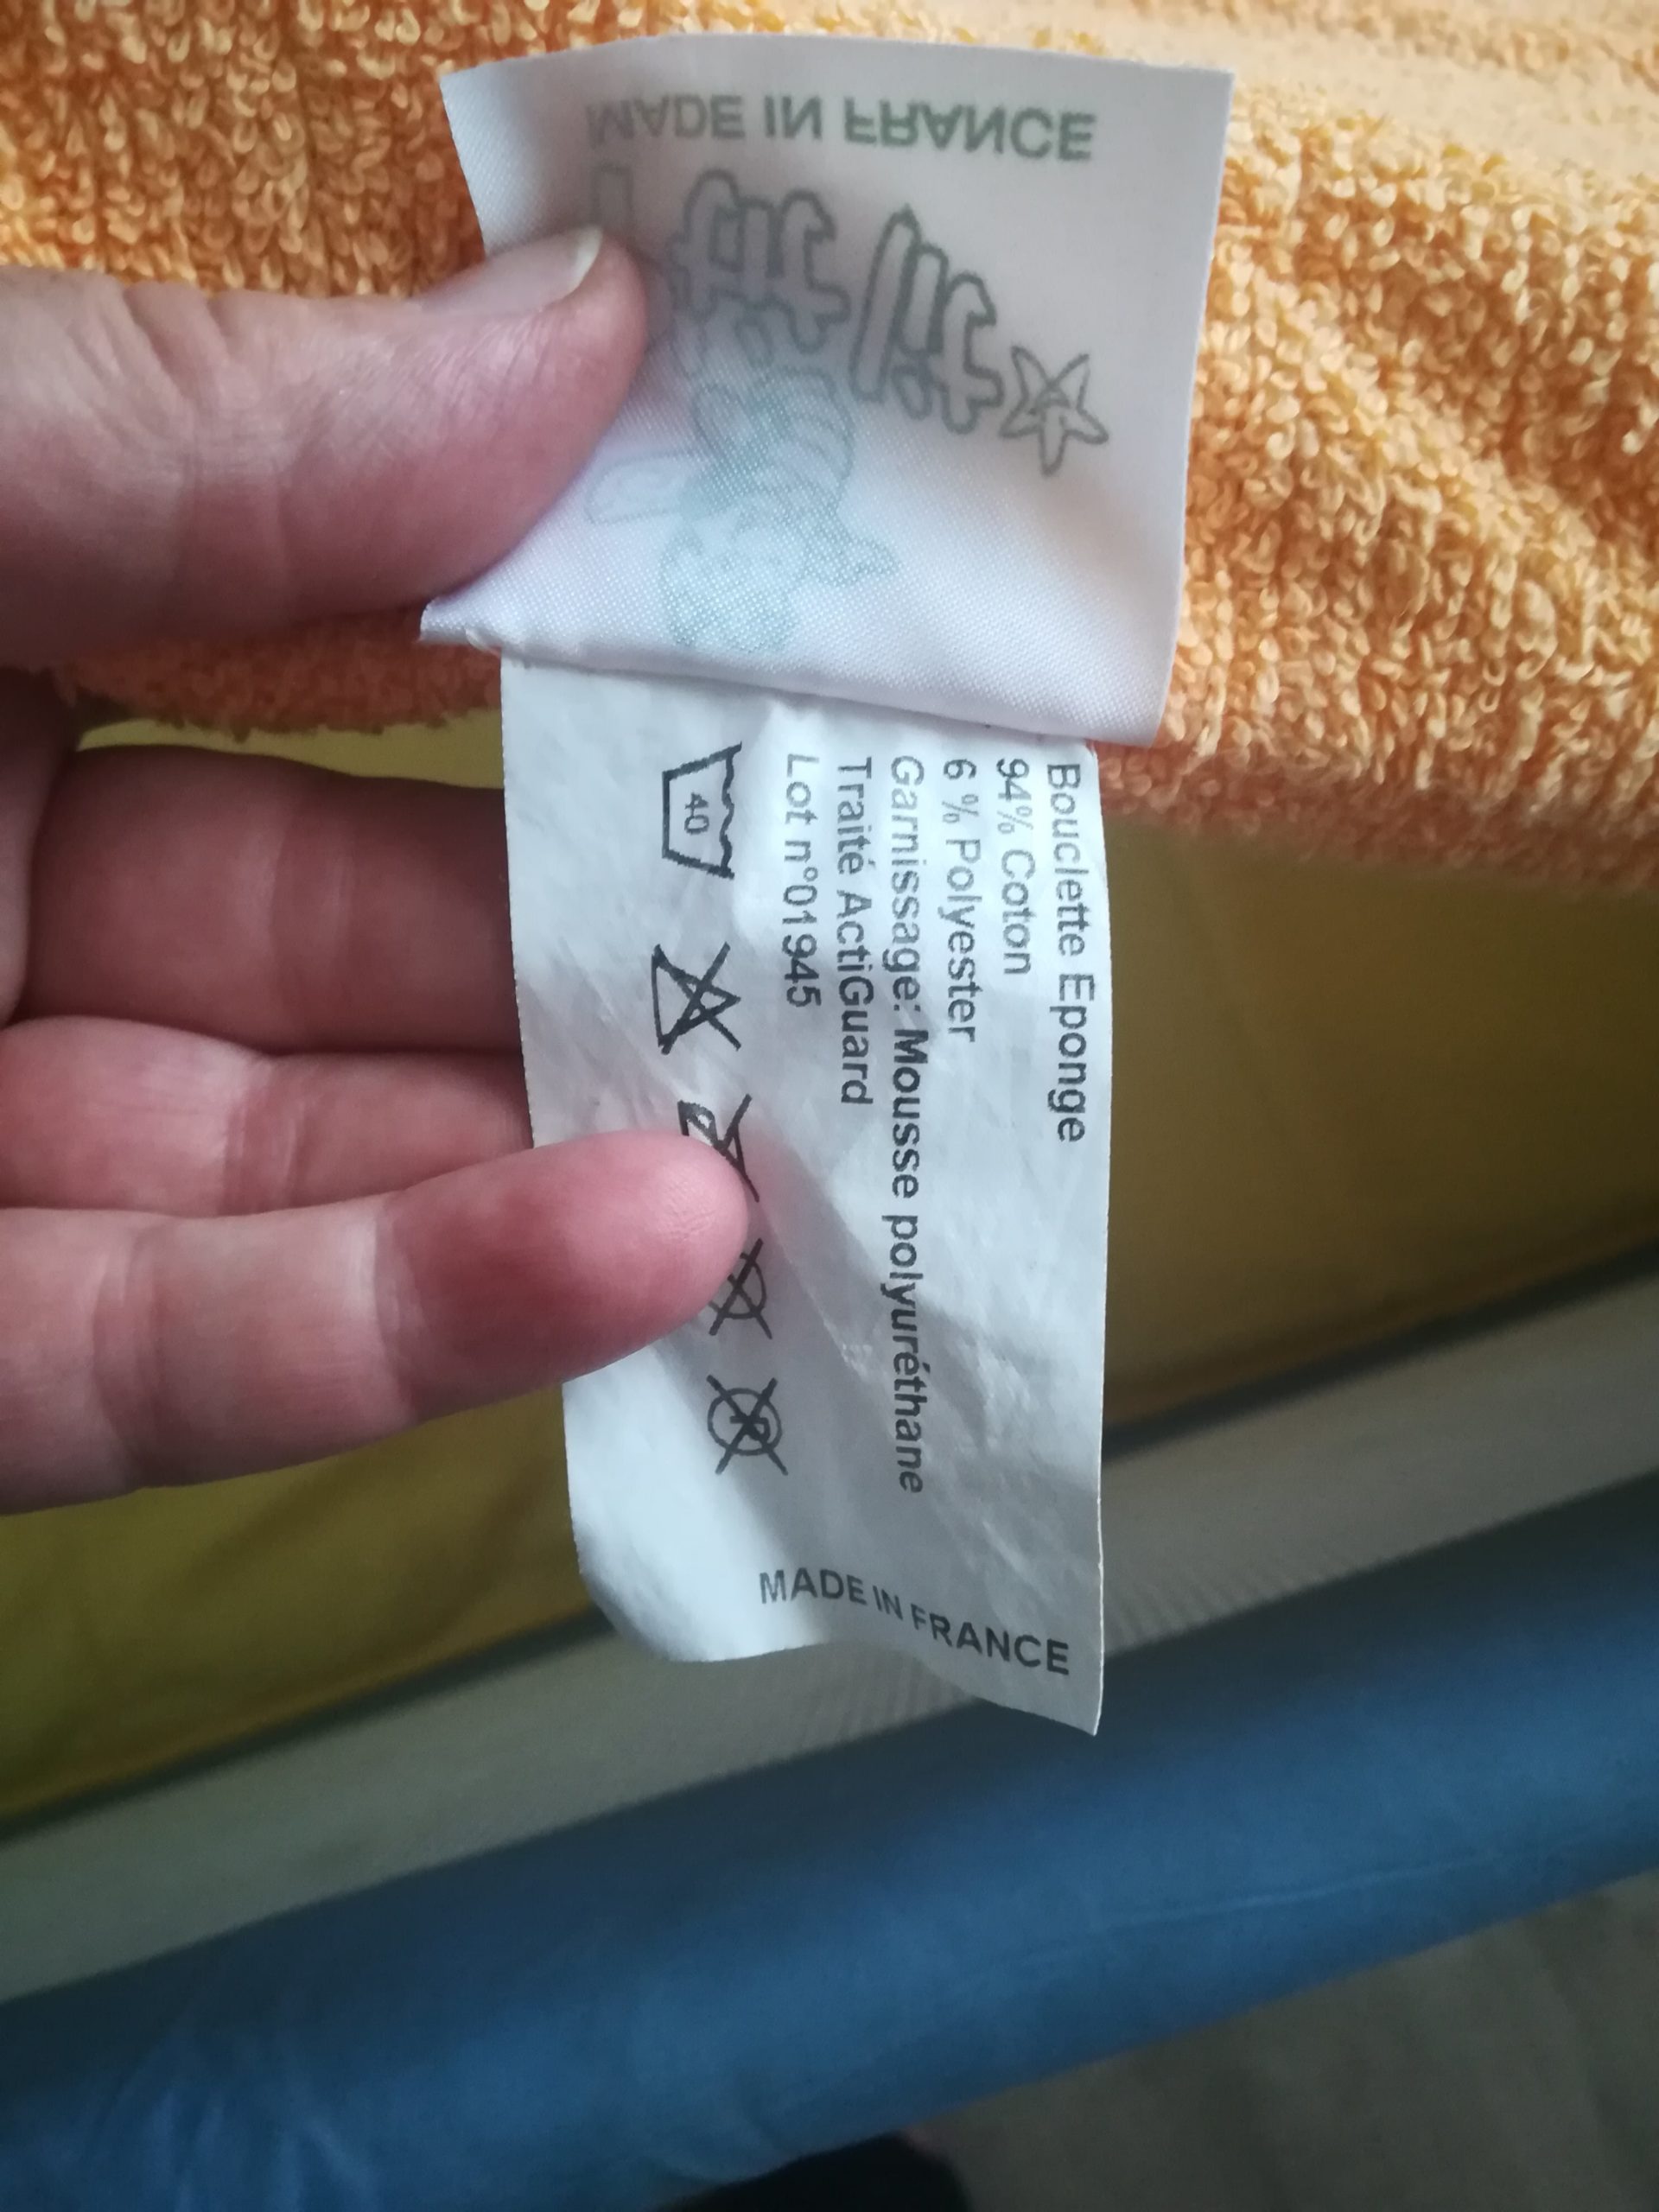 MADE IN FRANCE
Bouclette Eponge
94% Coton
6 % Polyester
Garnissage: Mousse polyuréthane
Traité ActiGuard
Lot n°01945
40
MADE IN FRANCE